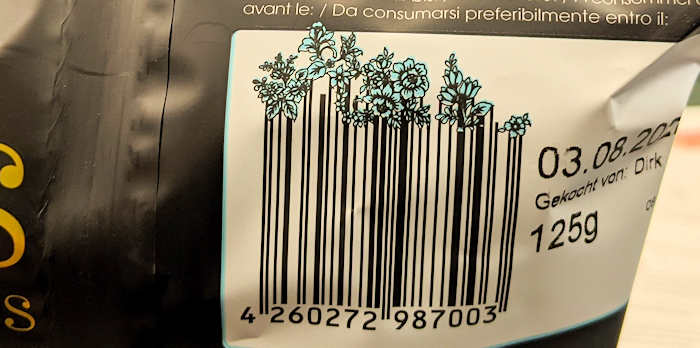 avant le: / Da consumarsi preferibilmente entro il:
03.08.202
Gekocht von: Dirk
125g
4 260272 987003
s